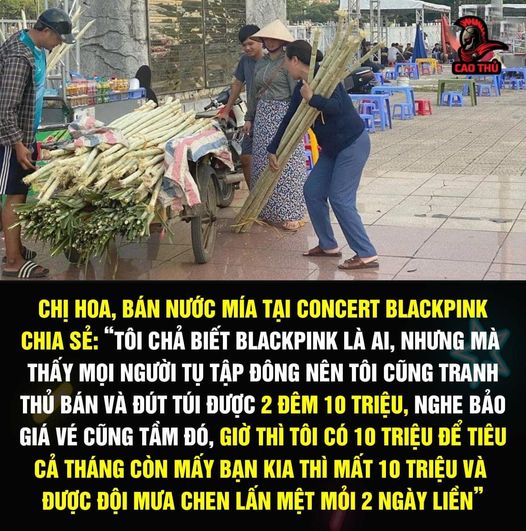 CAO THỦ
CHỊ HOA, BÁN NƯỚC MÍA TẠI CONCERT BLACKPINK
CHIA SẺ: “TÔI CHẢ BIẾT BLACKPINK LÀ AI, NHƯNG MÀ
THẤY MỌI NGƯỜI TỤ TẬP ĐÔNG NÊN TÔI CŨNG TRANH
THỦ BÁN VÀ ĐÚT TÚI ĐƯỢC 2 ĐÊM 10 TRIỆU, NGHE BẢO
GIÁ VÉ CŨNG TẦM ĐÓ, GIỜ THÌ TÔI CÓ 10 TRIỆU ĐỂ TIÊU
CẢ THÁNG CÒN MẤY BẠN KIA THÌ MẤT 10 TRIỆU VÀ
ĐƯỢC ĐỘI MƯA CHEN LẤN MỆT MỎI 2 NGÀY LIỀN”